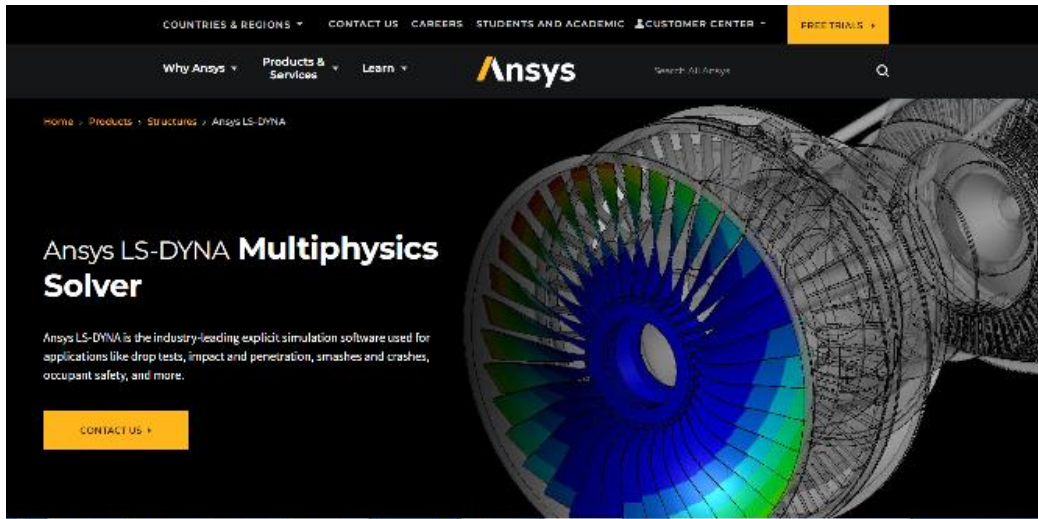 COUNTRIES & REGIONS
CONTACT US
CAREERS
STUDENTS AND ACADEMIC
CUSTOMER CENTER
FREE TRIALS
Why Ansys
Products &
Services
Learn
Ansys
Search All Ansys
Home › Products › Structures › Ansys LS-DYNA
Ansys LS-DYNA Multiphysics
Solver
Ansys LS-DYNA is the industry-leading explicit simulation software used for
applications like drop tests, impact and penetration, smashes and crashes,
occupant safety, and more.
CONTACT US